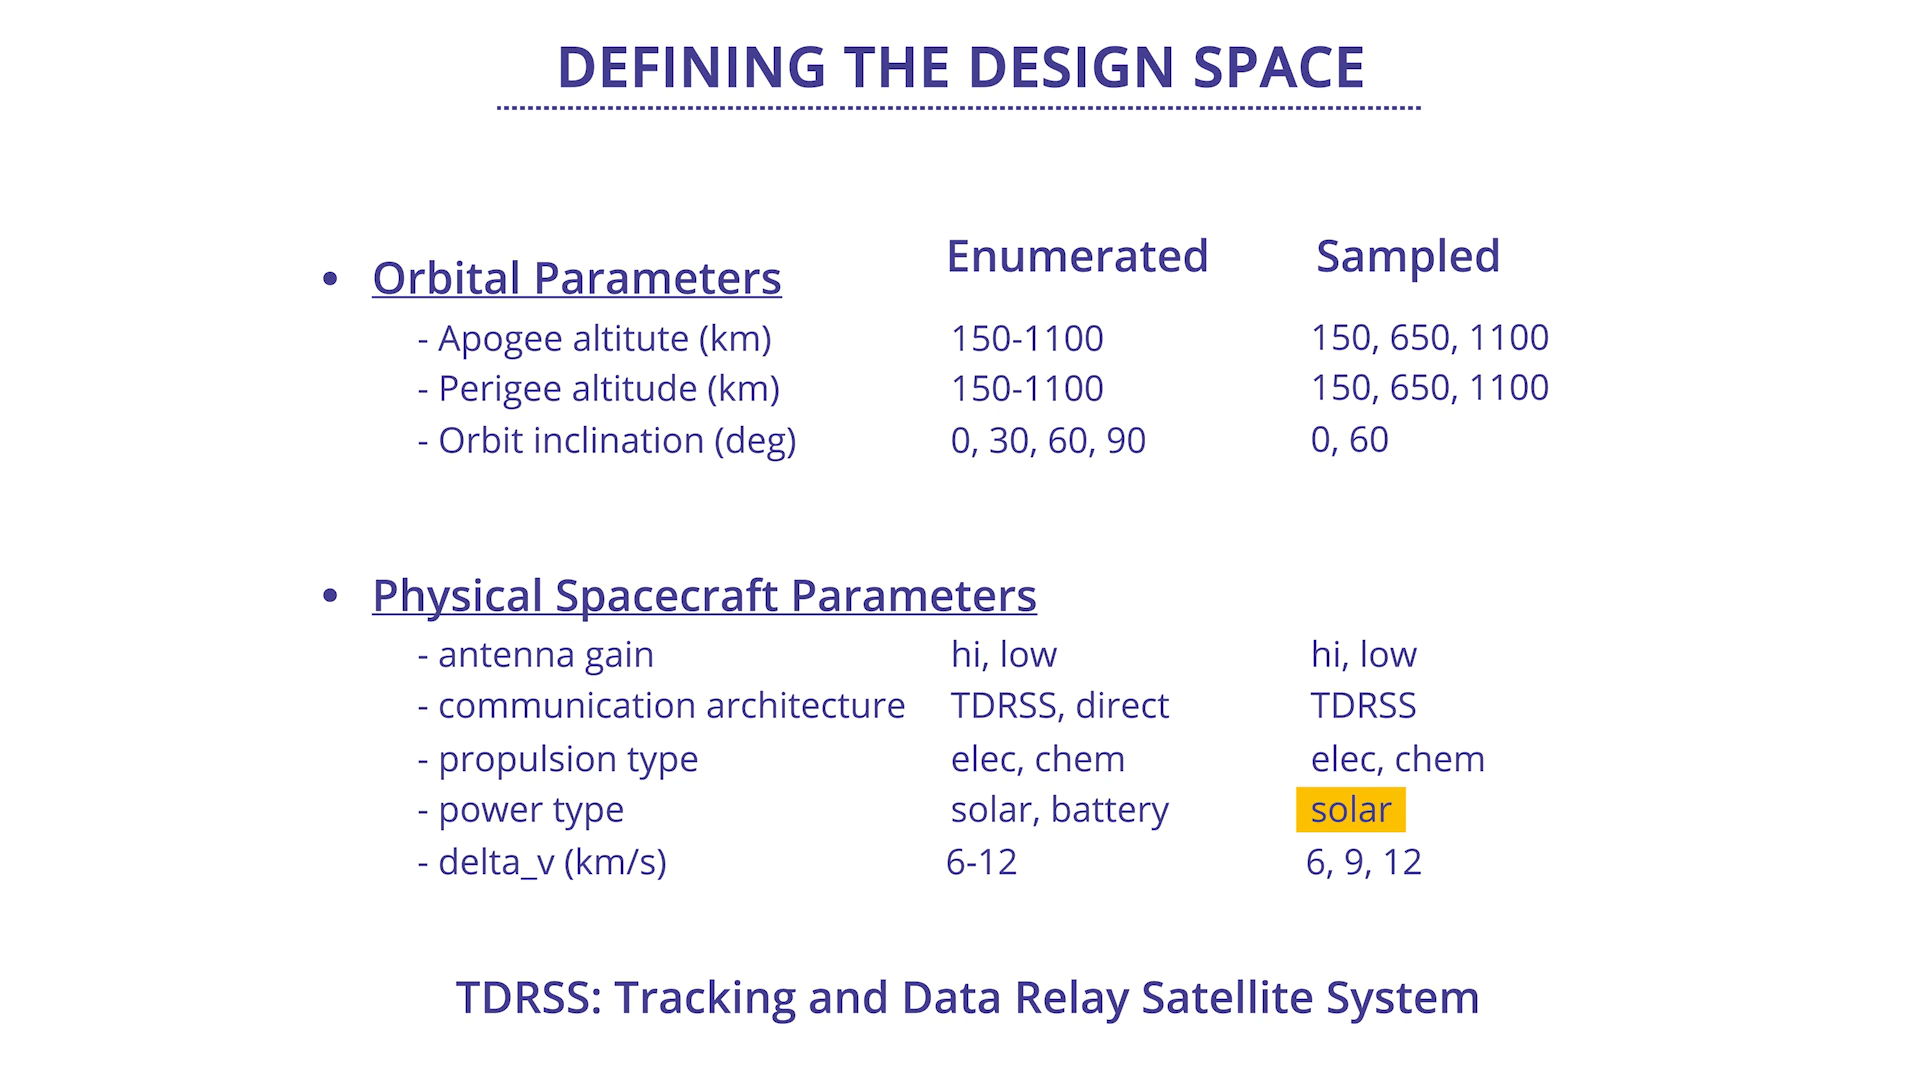 DEFINING THE DESIGN SPACE
Enumerated Sampled
• Orbital Parameters
- Apogee altitute (km) 150-1100 150, 650, 1100
- Perigee altitude (km) 150-1100 150, 650, 1100
- Orbit inclination (deg) 0, 30, 60, 90 0, 60
• Physical Spacecraft Parameters
- antenna gain hi, low hi, low
- communication architecture TDRSS, direct TDRSS
- propulsion type elec, chem elec, chem
- power type solar, battery solar
- delta_v (km/s) 6-12 6, 9, 12
TDRSS: Tracking and Data Relay Satellite System